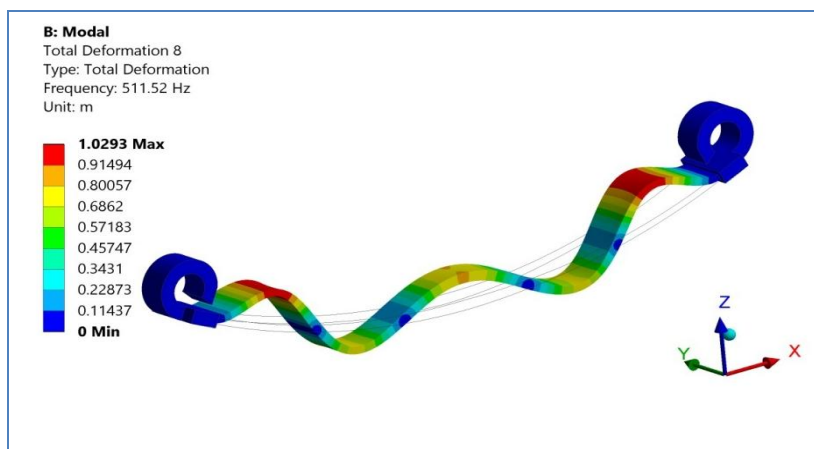 B: Modal
Total Deformation 8
Type: Total Deformation
Frequency: 511.52 Hz
Unit: m
1.0293 Max
0.91494
0.80057
0.6862
0.57183
0.45747
0.3431
0.22873
0.11437
0 Min
Z
Y
X